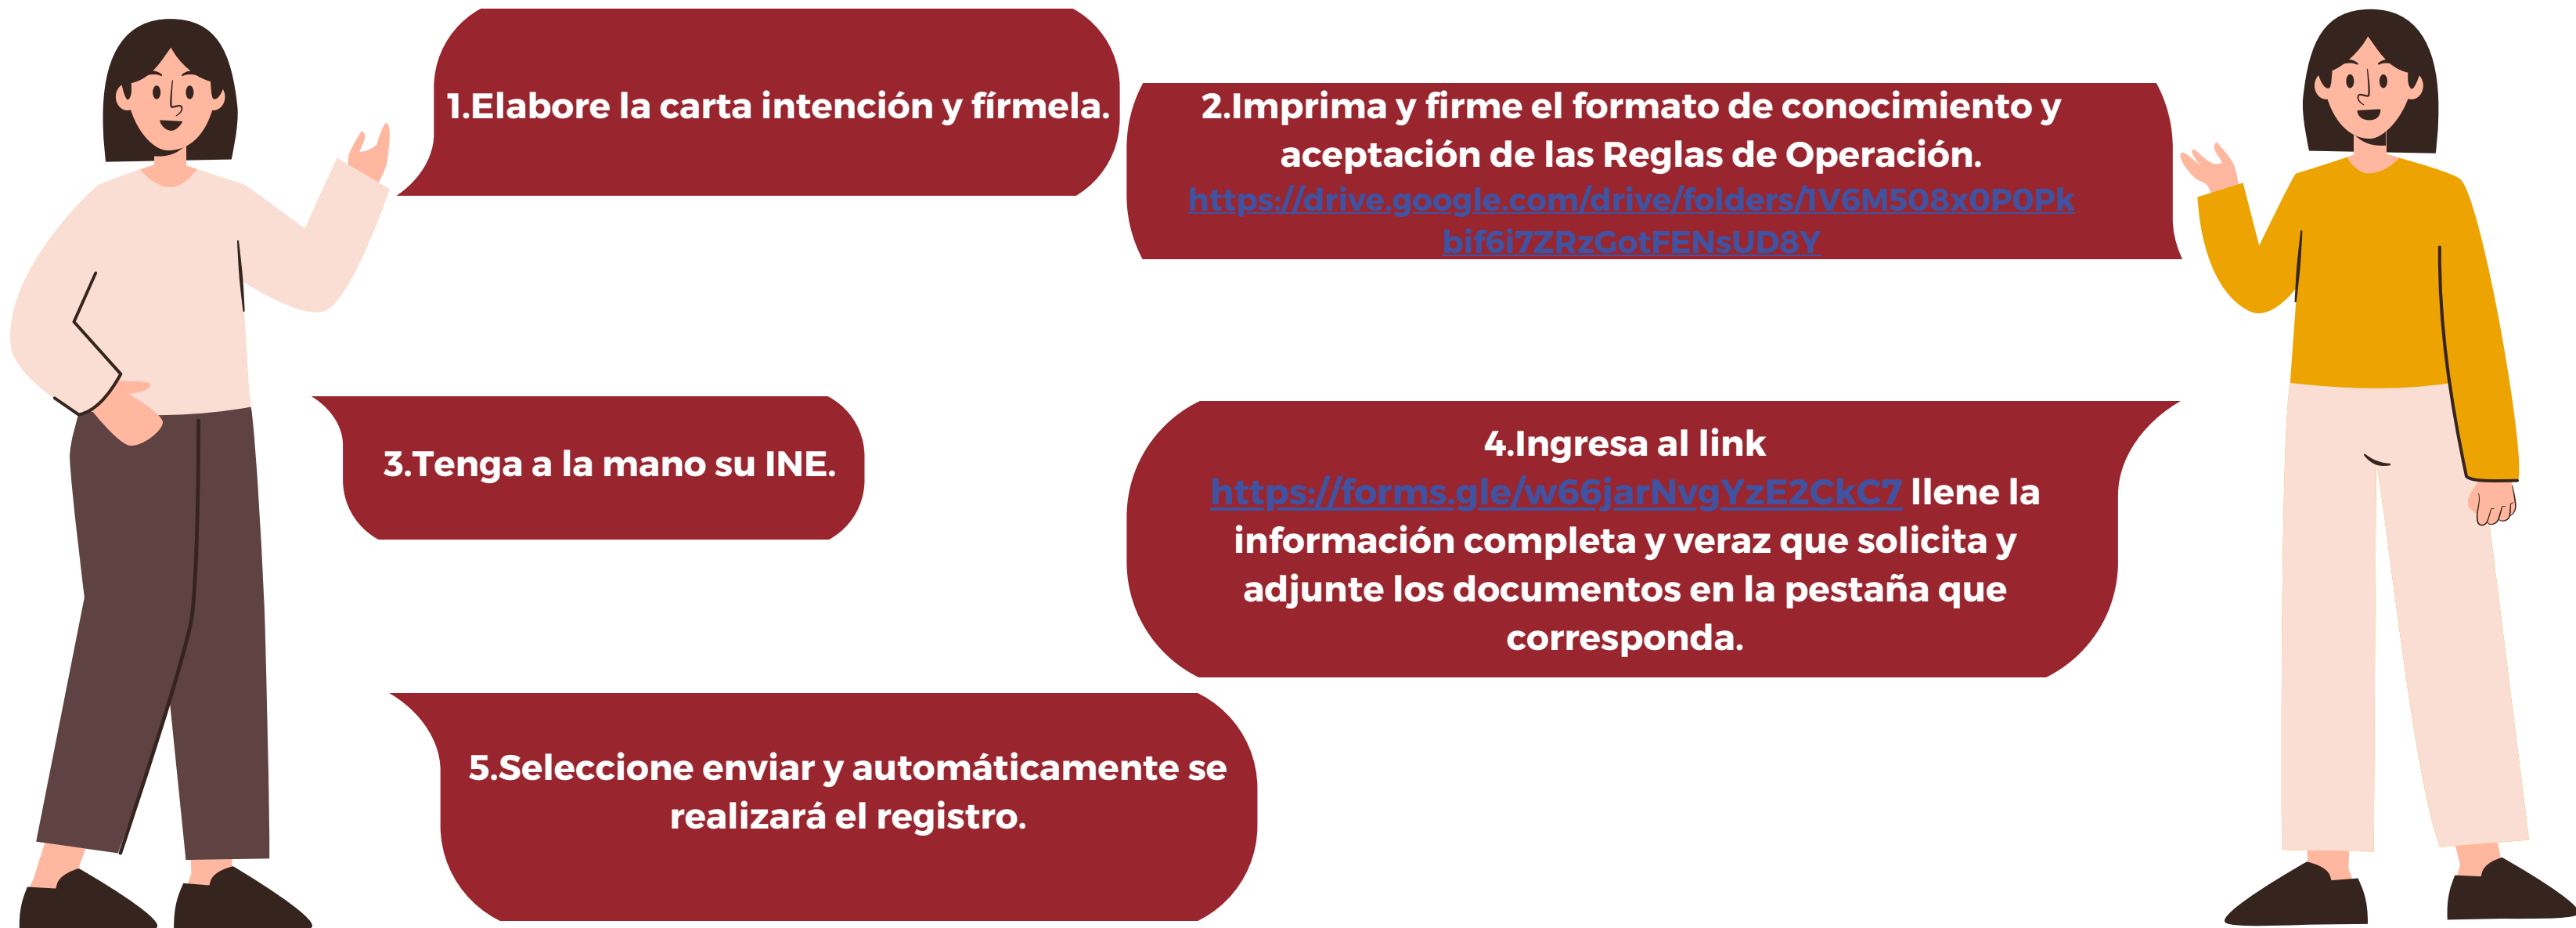 1.Elabore la carta intención y fírmela.
2.Imprima y firme el formato de conocimiento y
aceptación de las Reglas de Operación.
https://drive.google.com/drive/folders/1V6M508x0P0Pk
bif6i7ZRzGotFENsUD8Y
3.Tenga a la mano su INE.
4.Ingresa al link
https://forms.gle/w66jarNvgYzE2CkC7 llene la
información completa y veraz que solicita y
adjunte los documentos en la pestaña que
corresponda.
5.Seleccione enviar y automáticamente se
realizará el registro.